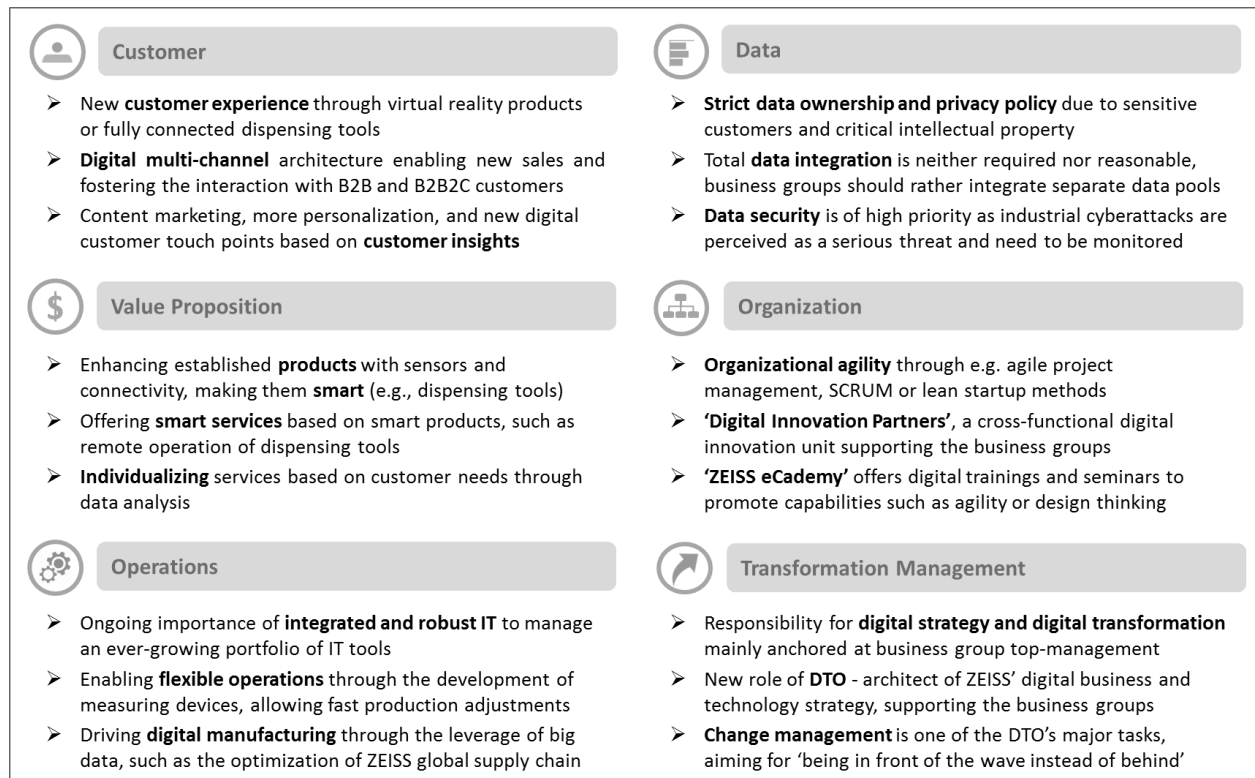 Customer
➢ New customer experience through virtual reality products
or fully connected dispensing tools
➢ Digital multi-channel architecture enabling new sales and
fostering the interaction with B2B and B2B2C customers
➢ Content marketing, more personalization, and new digital
customer touch points based on customer insights
Value Proposition
➢ Enhancing established products with sensors and
connectivity, making them smart (e.g., dispensing tools)
➢ Offering smart services based on smart products, such as
remote operation of dispensing tools
➢ Individualizing services based on customer needs through
data analysis
Operations
➢ Ongoing importance of integrated and robust IT to manage
an ever-growing portfolio of IT tools
➢ Enabling flexible operations through the development of
measuring devices, allowing fast production adjustments
➢ Driving digital manufacturing through the leverage of big
data, such as the optimization of ZEISS global supply chain
Data
➢ Strict data ownership and privacy policy due to sensitive
customers and critical intellectual property
➢ Total data integration is neither required nor reasonable,
business groups should rather integrate separate data pools
➢ Data security is of high priority as industrial cyberattacks are
perceived as a serious threat and need to be monitored
Organization
➢ Organizational agility through e.g. agile project
management, SCRUM or lean startup methods
➢ ‘Digital Innovation Partners’, a cross-functional digital
innovation unit supporting the business groups
➢ ‘ZEISS eCademy’ offers digital trainings and seminars to
promote capabilities such as agility or design thinking
Transformation Management
➢ Responsibility for digital strategy and digital transformation
mainly anchored at business group top-management
➢ New role of DTO - architect of ZEISS’ digital business and
technology strategy, supporting the business groups
➢ Change management is one of the DTO’s major tasks,
aiming for ‘being in front of the wave instead of behind’